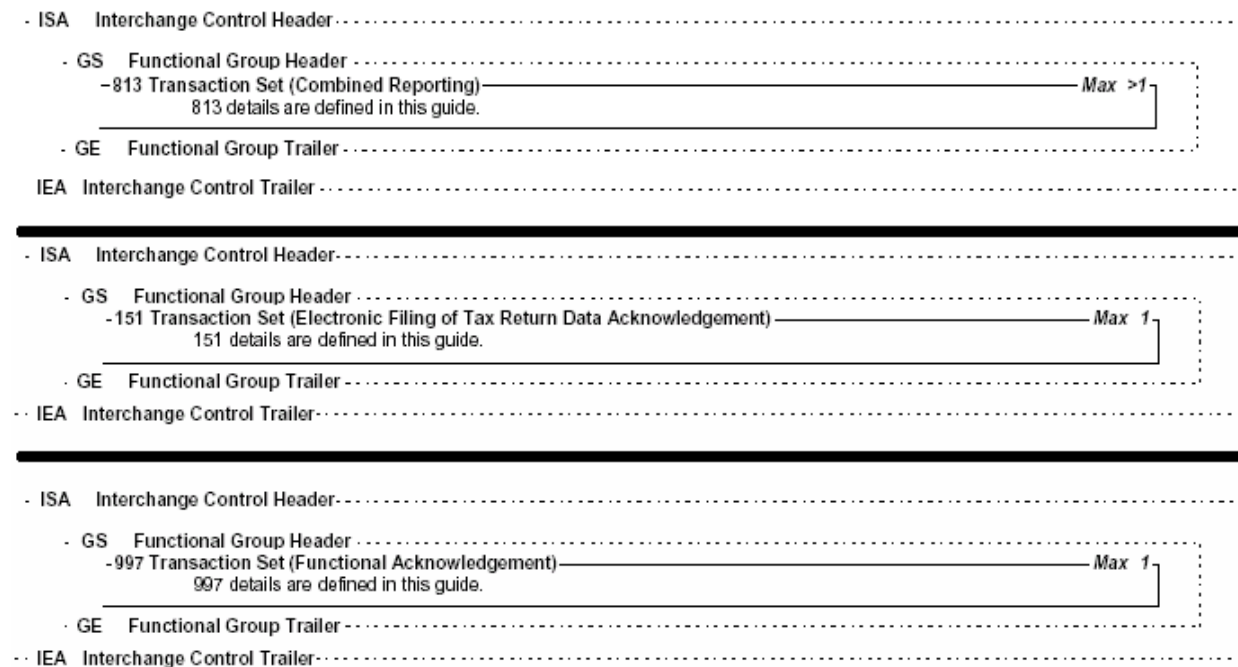 - ISA Interchange Control Header
- GS Functional Group Header
-813 Transaction Set (Combined Reporting) Max >1
813 details are defined in this guide.
- GE Functional Group Trailer
IEA Interchange Control Trailer
- ISA Interchange Control Header
- GS Functional Group Header
-151 Transaction Set (Electronic Filing of Tax Return Data Acknowledgement) Max 1
151 details are defined in this guide.
- GE Functional Group Trailer
- IEA Interchange Control Trailer
- ISA Interchange Control Header
- GS Functional Group Header
-997 Transaction Set (Functional Acknowledgement) Max 1
997 details are defined in this guide.
- GE Functional Group Trailer
- IEA Interchange Control Trailer